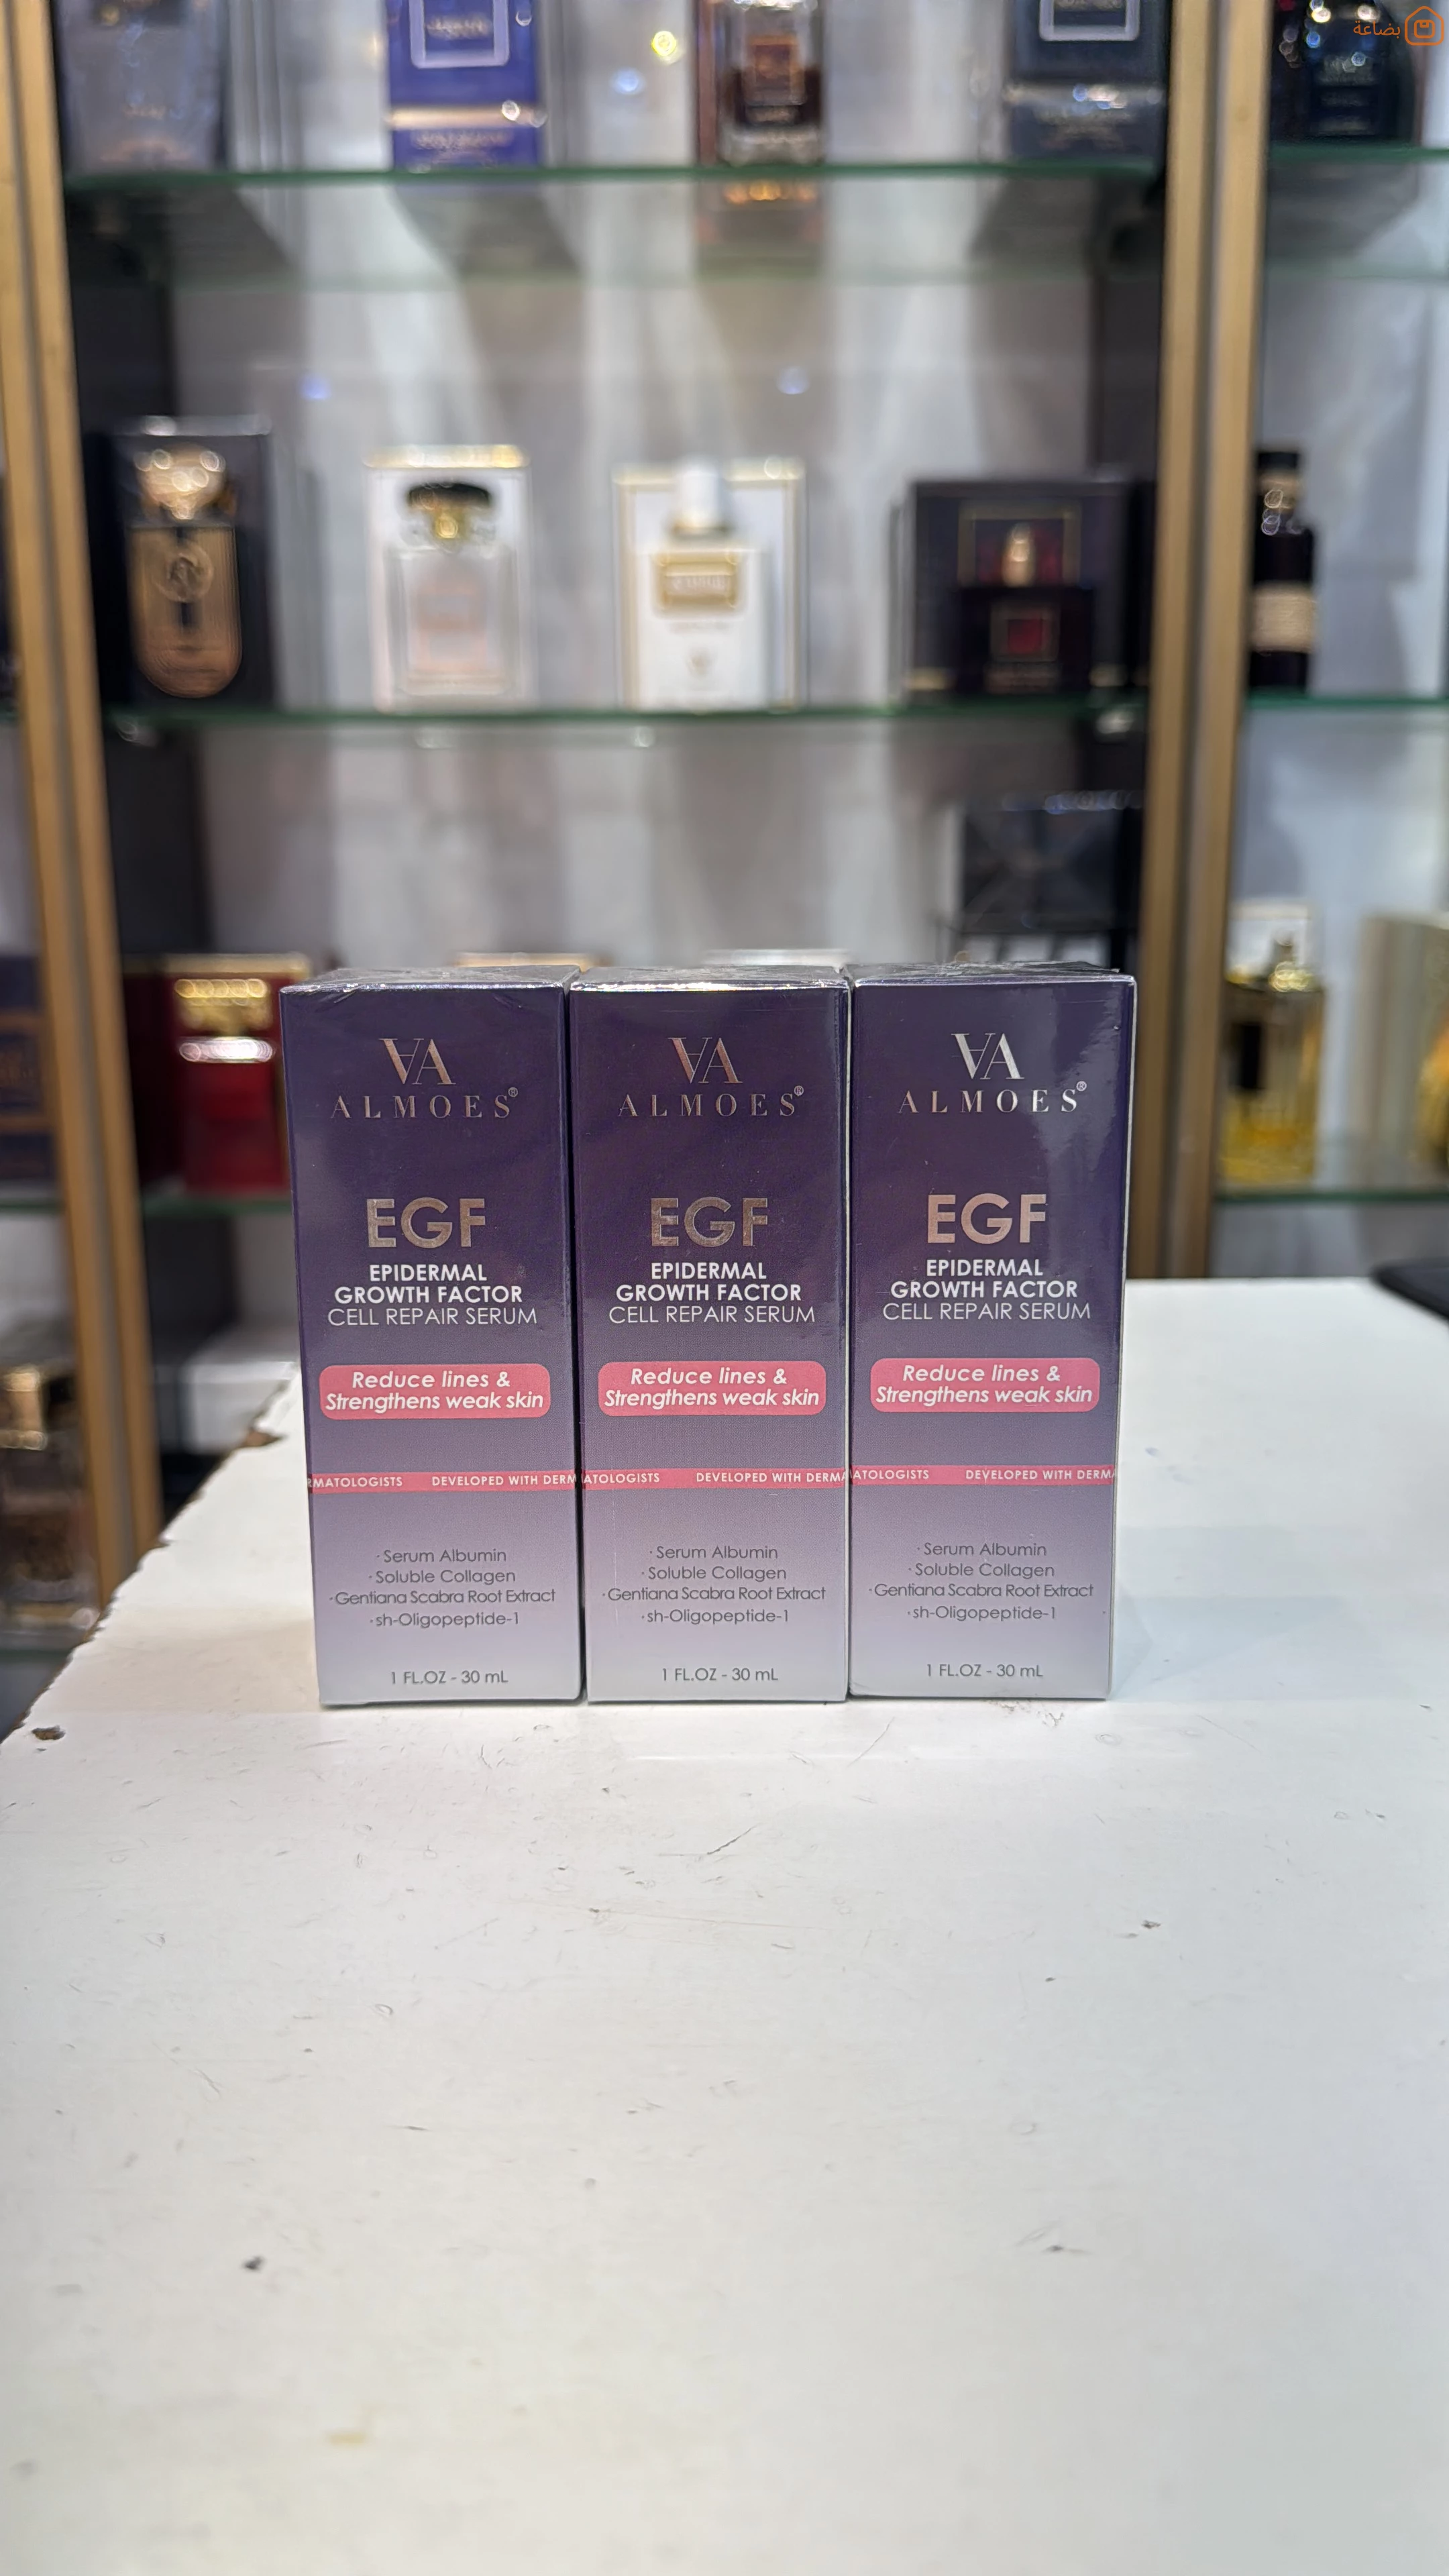 بضاعة
VA
ALMOES®
EGF
EPIDERMAL
GROWTH FACTOR
CELL REPAIR SERUM
Reduce lines &
Strengthens weak skin
RMATOLOGISTS DEVELOPED WITH DERM
· Serum Albumin
· Soluble Collagen
· Gentiana Scabra Root Extract
· sh-Oligopeptide-1
1 FL.OZ - 30 mL
VA
ALMOES®
EGF
EPIDERMAL
GROWTH FACTOR
CELL REPAIR SERUM
Reduce lines &
Strengthens weak skin
ATOLOGISTS DEVELOPED WITH DERMA
· Serum Albumin
· Soluble Collagen
· Gentiana Scabra Root Extract
· sh-Oligopeptide-1
1 FL.OZ - 30 mL
VA
ALMOES®
EGF
EPIDERMAL
GROWTH FACTOR
CELL REPAIR SERUM
Reduce lines &
Strengthens weak skin
ATOLOGISTS DEVELOPED WITH DERMA
· Serum Albumin
· Soluble Collagen
· Gentiana Scabra Root Extract
· sh-Oligopeptide-1
1 FL.OZ - 30 mL